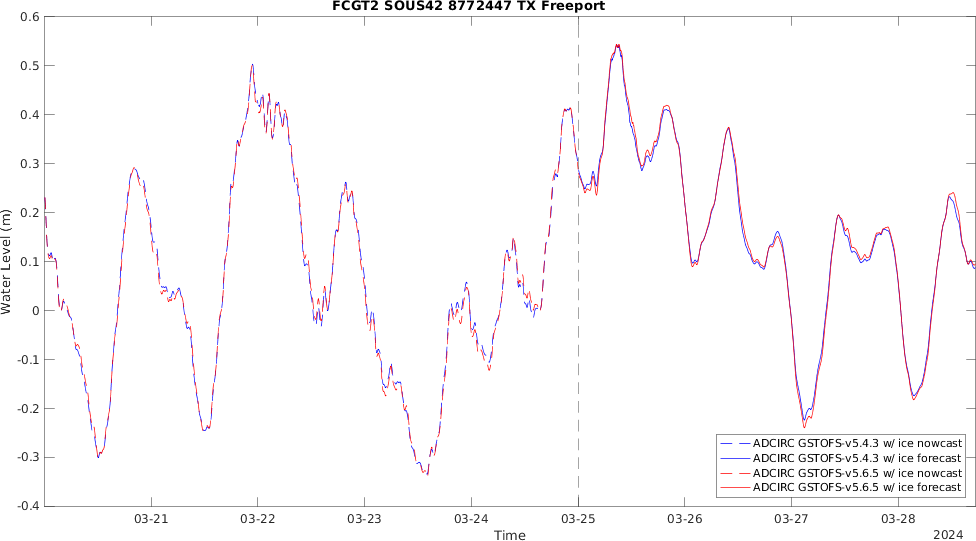 FCGT2 SOUS42 8772447 TX Freeport
0.6
0.5
0.4
0.3
0.2
0.1
0
-0.1
-0.2
-0.3
-0.4
Water Level (m)
03-21
03-22
03-23
03-24
03-25
03-26
03-27
03-28
Time
2024
ADCIRC GSTOFS-v5.4.3 w/ ice nowcast
ADCIRC GSTOFS-v5.4.3 w/ ice forecast
ADCIRC GSTOFS-v5.6.5 w/ ice nowcast
ADCIRC GSTOFS-v5.6.5 w/ ice forecast